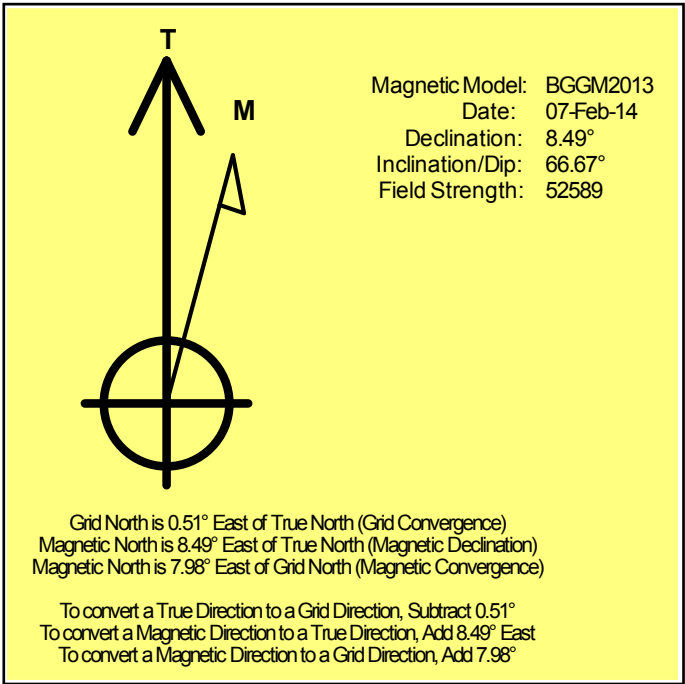 T
M
Magnetic Model: BGGM2013
Date: 07-Feb-14
Declination: 8.49°
Inclination/Dip: 66.67°
Field Strength: 52589
Grid North is 0.51° East of True North (Grid Convergence)
Magnetic North is 8.49° East of True North (Magnetic Declination)
Magnetic North is 7.98° East of Grid North (Magnetic Convergence)
To convert a True Direction to a Grid Direction, Subtract 0.51°
To convert a Magnetic Direction to a True Direction, Add 8.49° East
To convert a Magnetic Direction to a Grid Direction, Add 7.98°